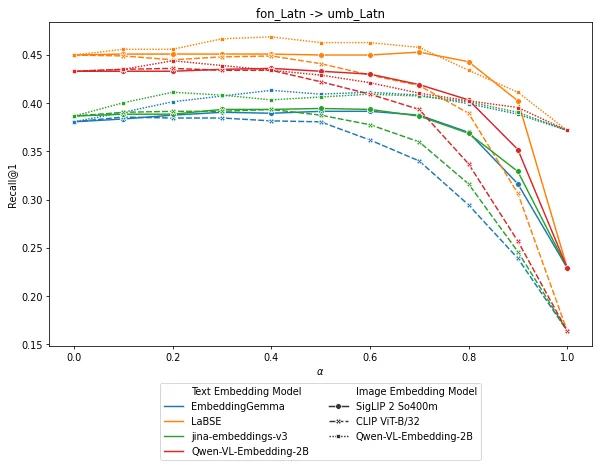 fon_Latn -> umb_Latn
Recall@1
0.45
0.40
0.35
0.30
0.25
0.20
0.15
0.0 0.2 0.4 0.6 0.8 1.0
α
Text Embedding Model
EmbeddingGemma
LaBSE
jina-embeddings-v3
Qwen-VL-Embedding-2B
Image Embedding Model
SigLIP 2 So400m
CLIP ViT-B/32
Qwen-VL-Embedding-2B